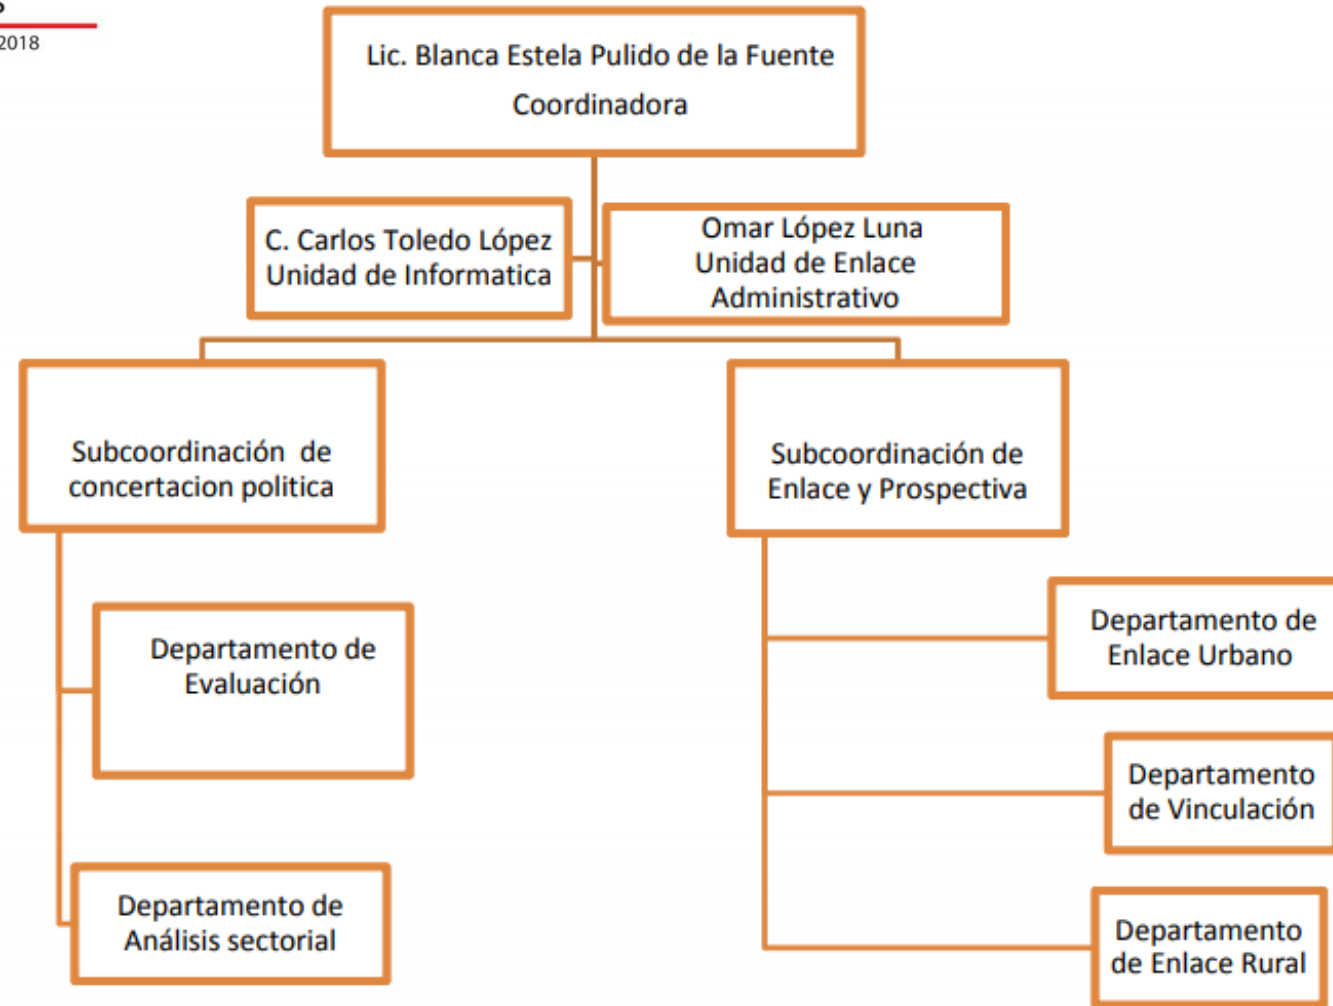 2018
Lic. Blanca Estela Pulido de la Fuente
Coordinadora
C. Carlos Toledo López
Unidad de Informatica
Omar López Luna
Unidad de Enlace
Administrativo
Subcoordinación de
concertacion politica
Subcoordinación de
Enlace y Prospectiva
Departamento de
Evaluación
Departamento de
Análisis sectorial
Departamento de
Enlace Urbano
Departamento
de Vinculación
Departamento
de Enlace Rural